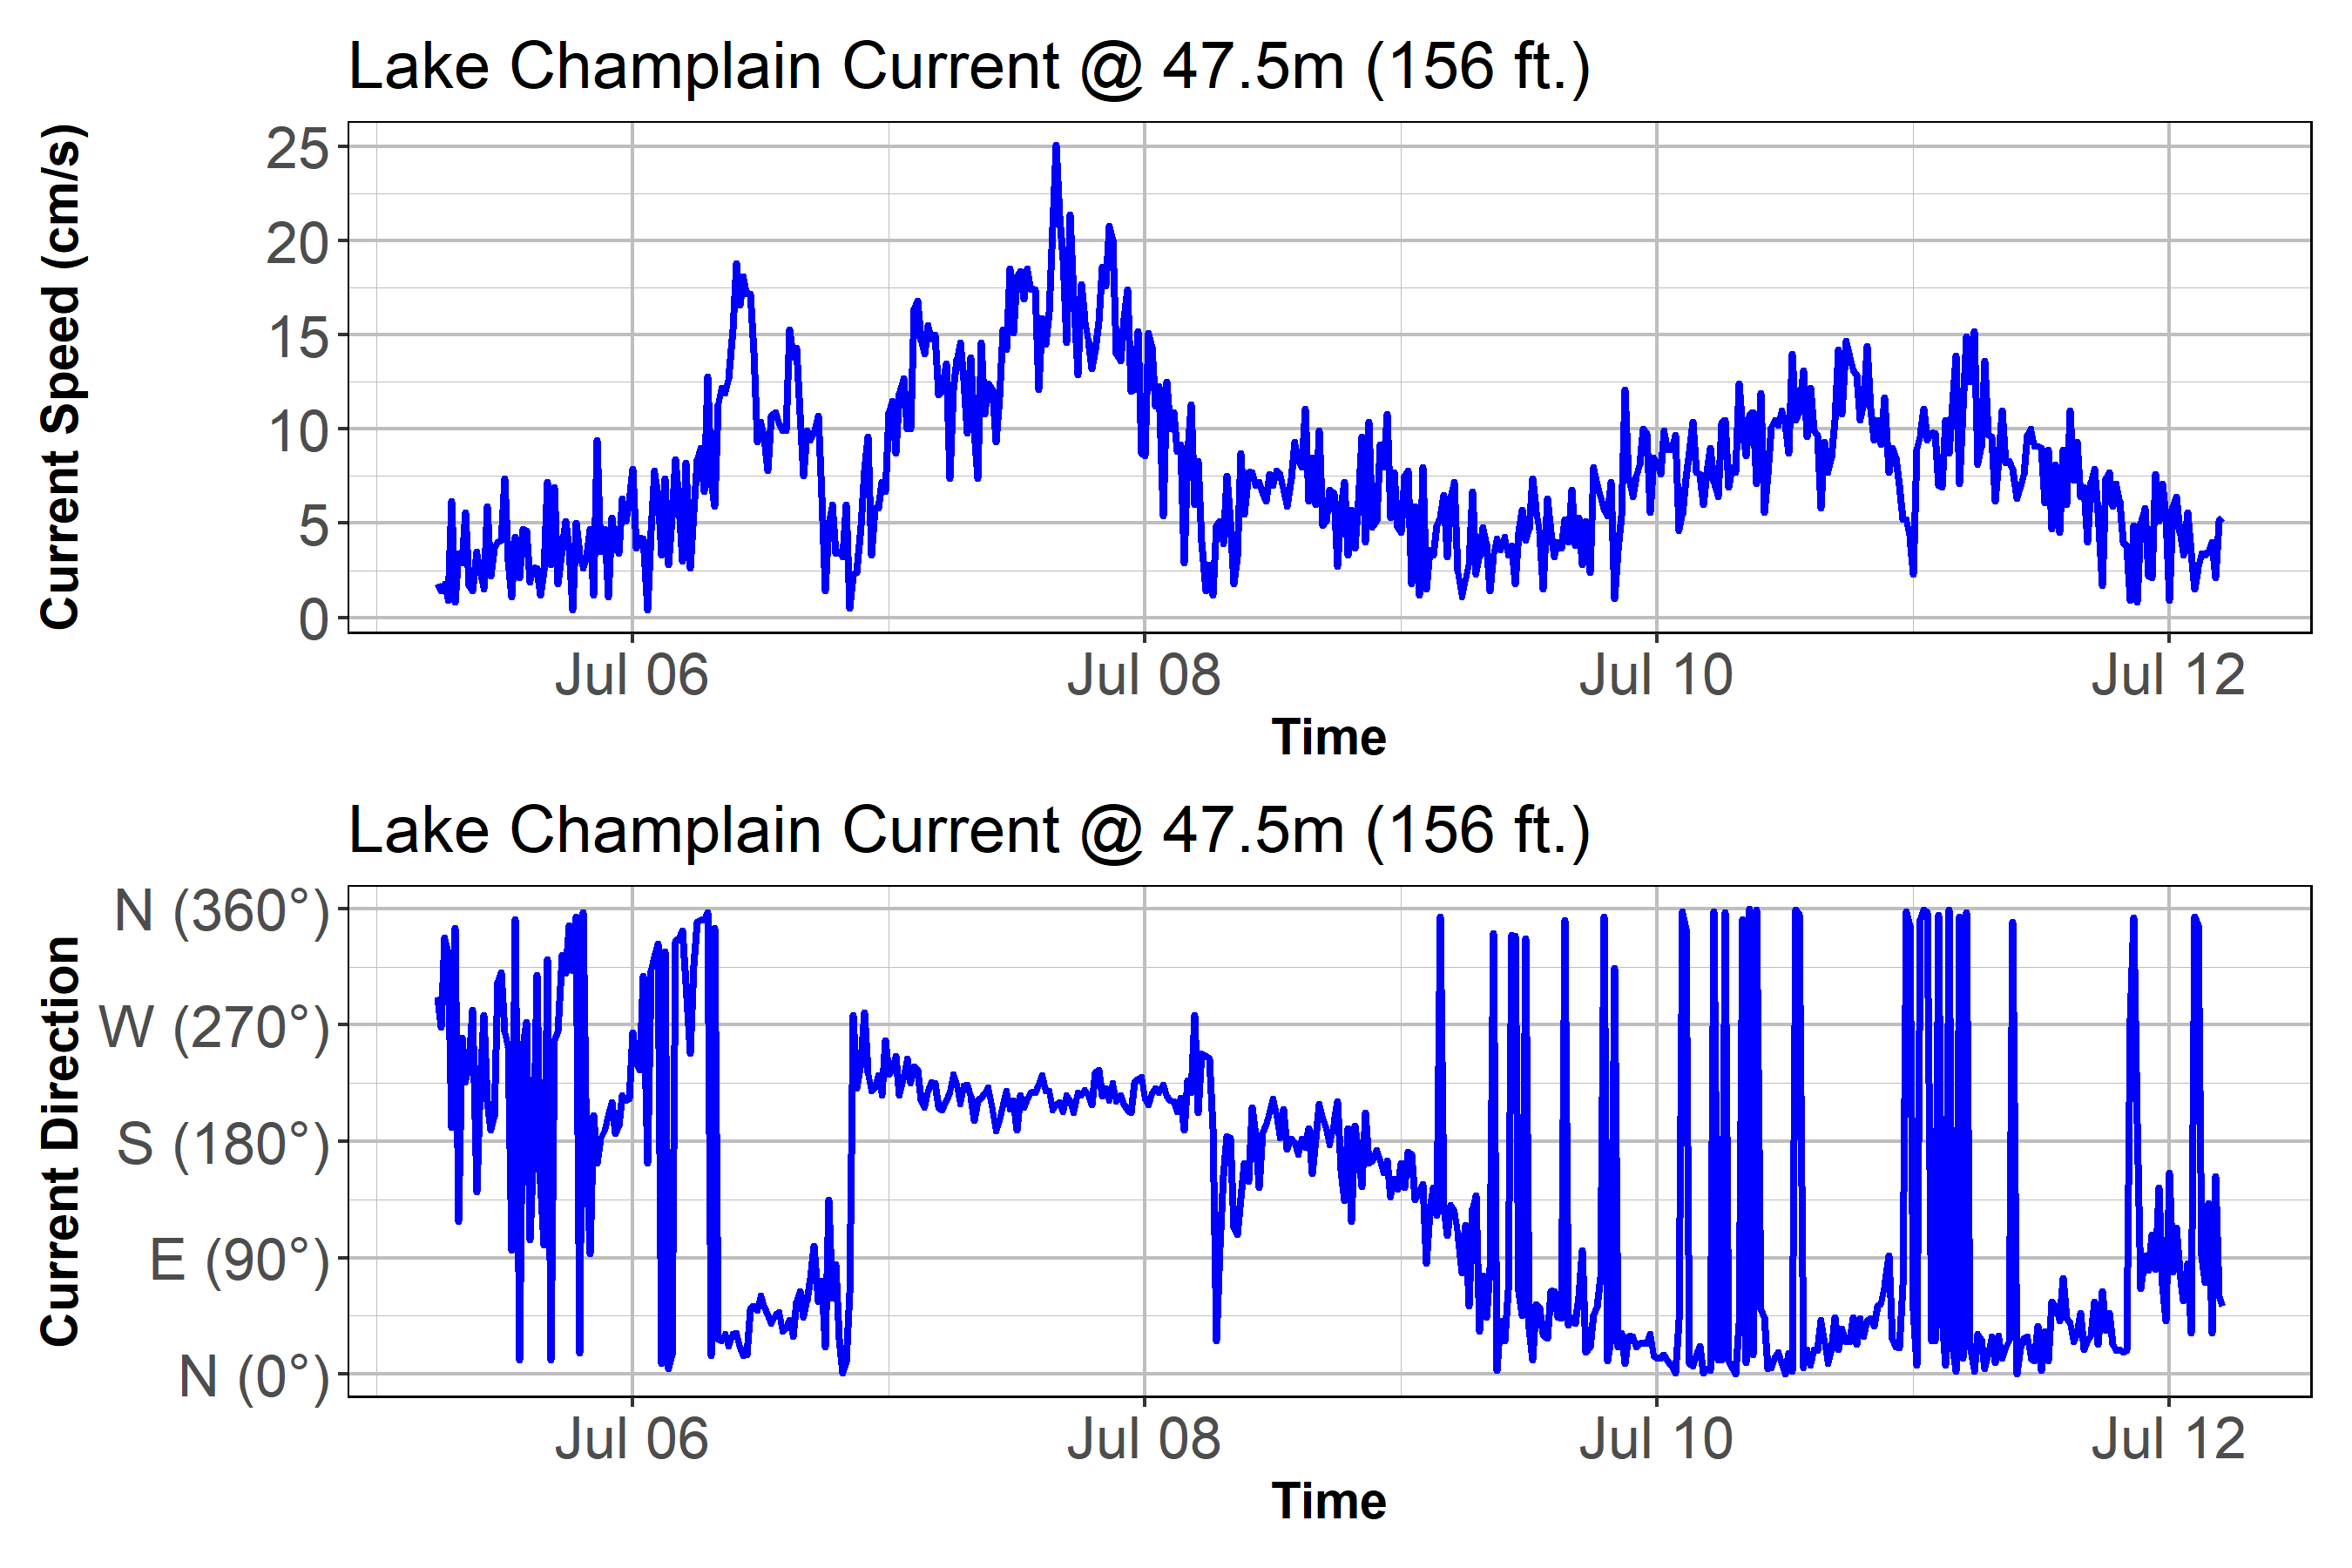 Lake Champlain Current @ 47.5m (156 ft.)
Current Speed (cm/s)
25
20
15
10
5
0
Jul 06 Jul 08 Jul 10 Jul 12
Time
Lake Champlain Current @ 47.5m (156 ft.)
Current Direction
N (360°)
W (270°)
S (180°)
E (90°)
N (0°)
Jul 06 Jul 08 Jul 10 Jul 12
Time